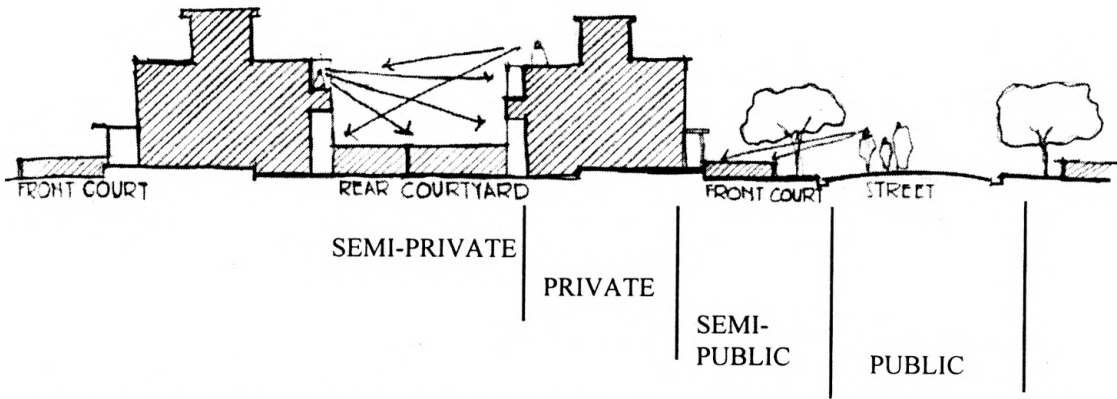 FRONT COURT
REAR COURTYARD
FRONT COURT
STREET
SEMI-PRIVATE
PRIVATE
SEMI-
PUBLIC
PUBLIC